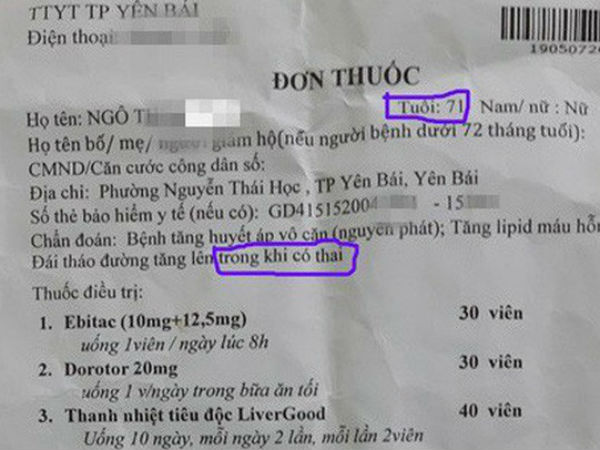 TTYT TP YÊN BÁI
Điện thoại:
1905072
ĐƠN THUỐC
Họ tên: NGÔ Tuổi: 71 Nam/ nữ : Nữ
Họ tên bố/ mẹ/ người giám hộ(nếu người bệnh dưới 72 tháng tuổi):
CMND/Căn cước công dân số:
Địa chỉ: Phường Nguyễn Thái Học , TP Yên Bái, Yên Bái
Số thẻ bảo hiểm y tế (nếu có): GD41515200 - 15
Chẩn đoán: Bệnh tăng huyết áp vô căn (nguyên phát); Tăng lipid máu hỗn
Đái tháo đường tăng lên trong khi có thai
Thuốc điều trị:
1. Ebitac (10mg+12,5mg) 30 viên
uống 1viên / ngày lúc 8h
2. Dorotor 20mg 30 viên
uống 1 v/ngày trong bữa ăn tối
3. Thanh nhiệt tiêu độc LiverGood 40 viên
Uống 10 ngày, mỗi ngày 2 lần, mỗi lần 2viên